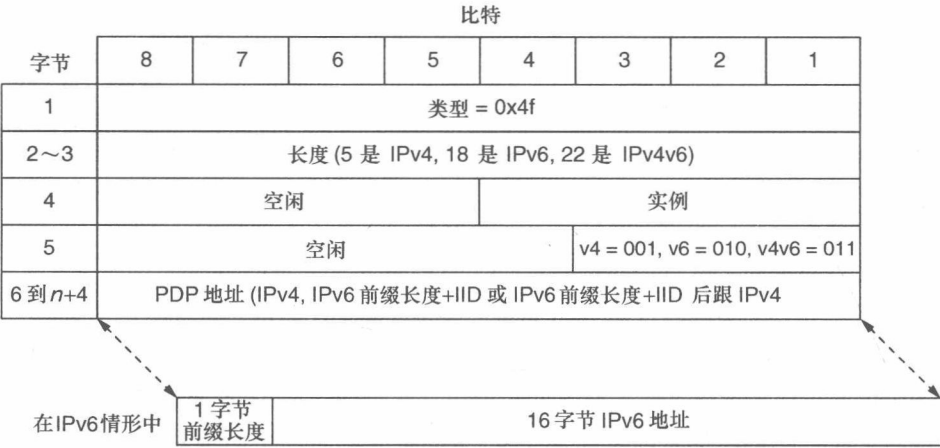 比特
字节 8 7 6 5 4 3 2 1
1 类型 = 0x4f
2～3 长度 (5 是 IPv4, 18 是 IPv6, 22 是 IPv4v6)
4 空闲 实例
5 空闲 v4 = 001, v6 = 010, v4v6 = 011
6 到 n+4 PDP 地址 (IPv4, IPv6 前缀长度+IID 或 IPv6 前缀长度+IID 后跟 IPv4
在IPv6情形中 1 字节 16 字节 IPv6 地址
前缀长度